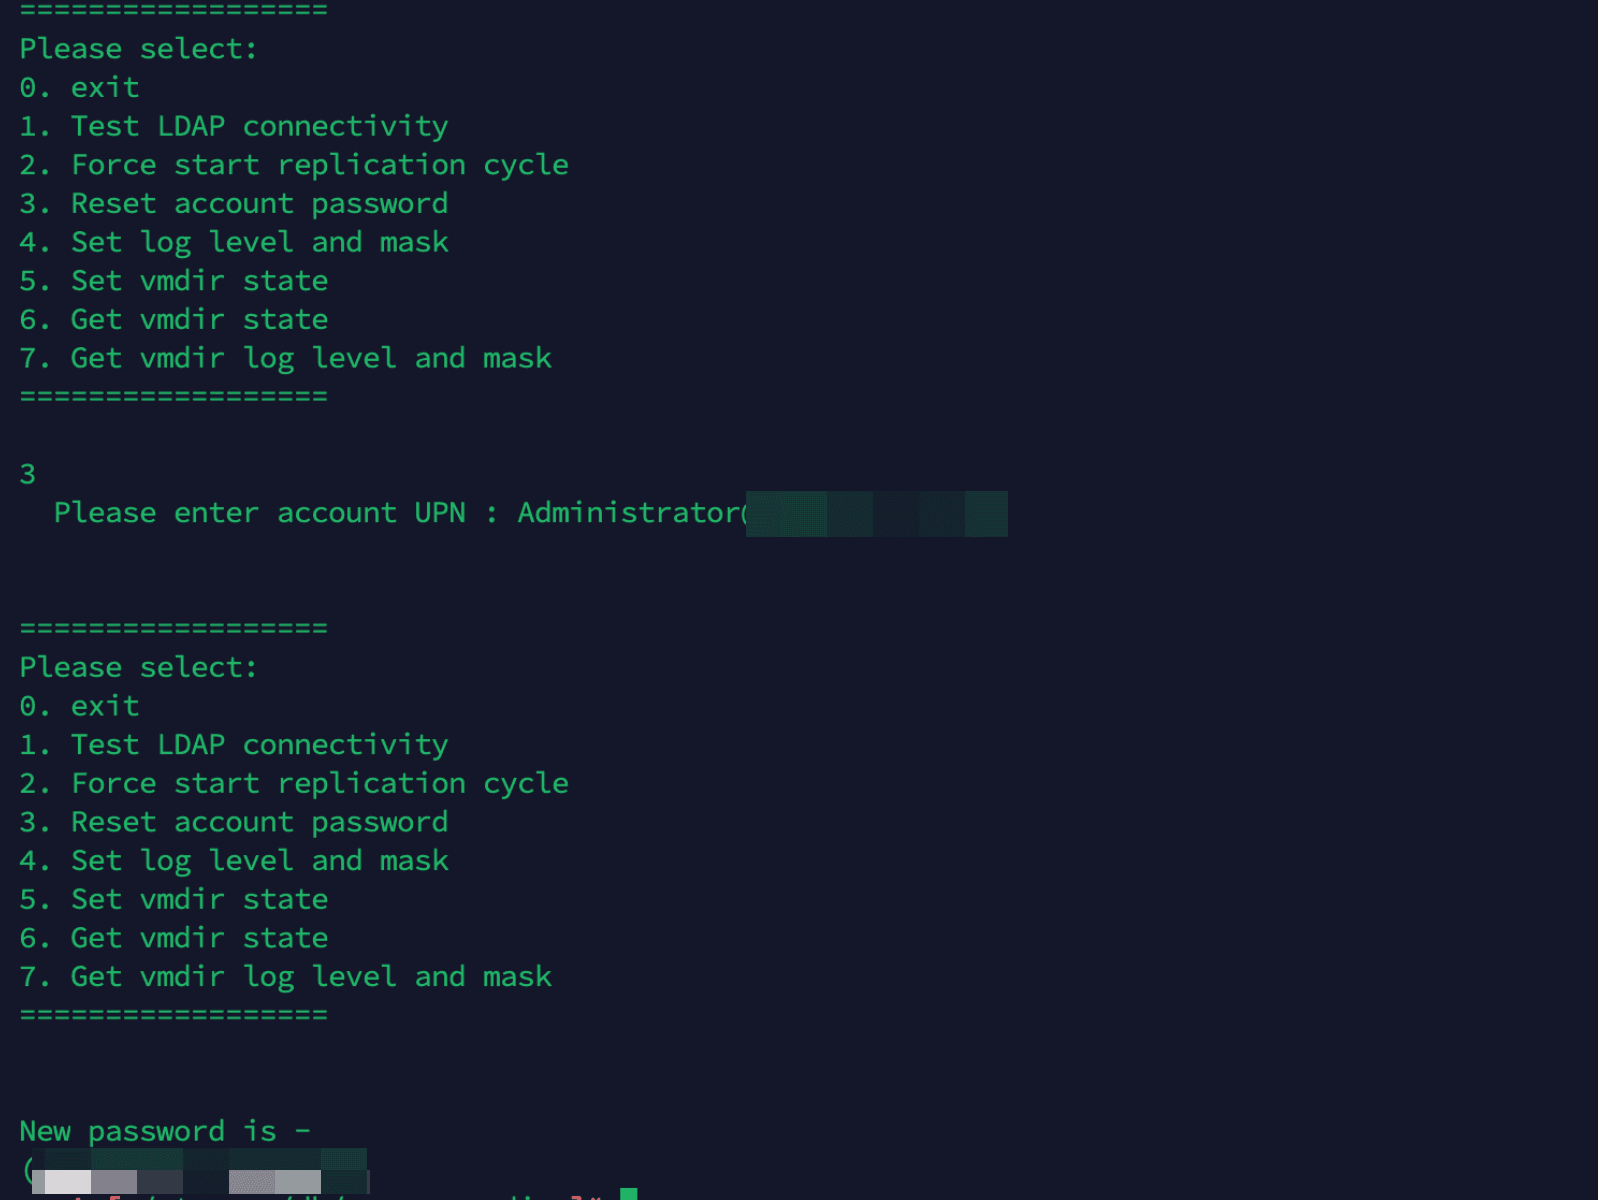 ==================
Please select:
0. exit
1. Test LDAP connectivity
2. Force start replication cycle
3. Reset account password
4. Set log level and mask
5. Set vmdir state
6. Get vmdir state
7. Get vmdir log level and mask
==================
3
Please enter account UPN : Administrator@
==================
Please select:
0. exit
1. Test LDAP connectivity
2. Force start replication cycle
3. Reset account password
4. Set log level and mask
5. Set vmdir state
6. Get vmdir state
7. Get vmdir log level and mask
==================
New password is -
(